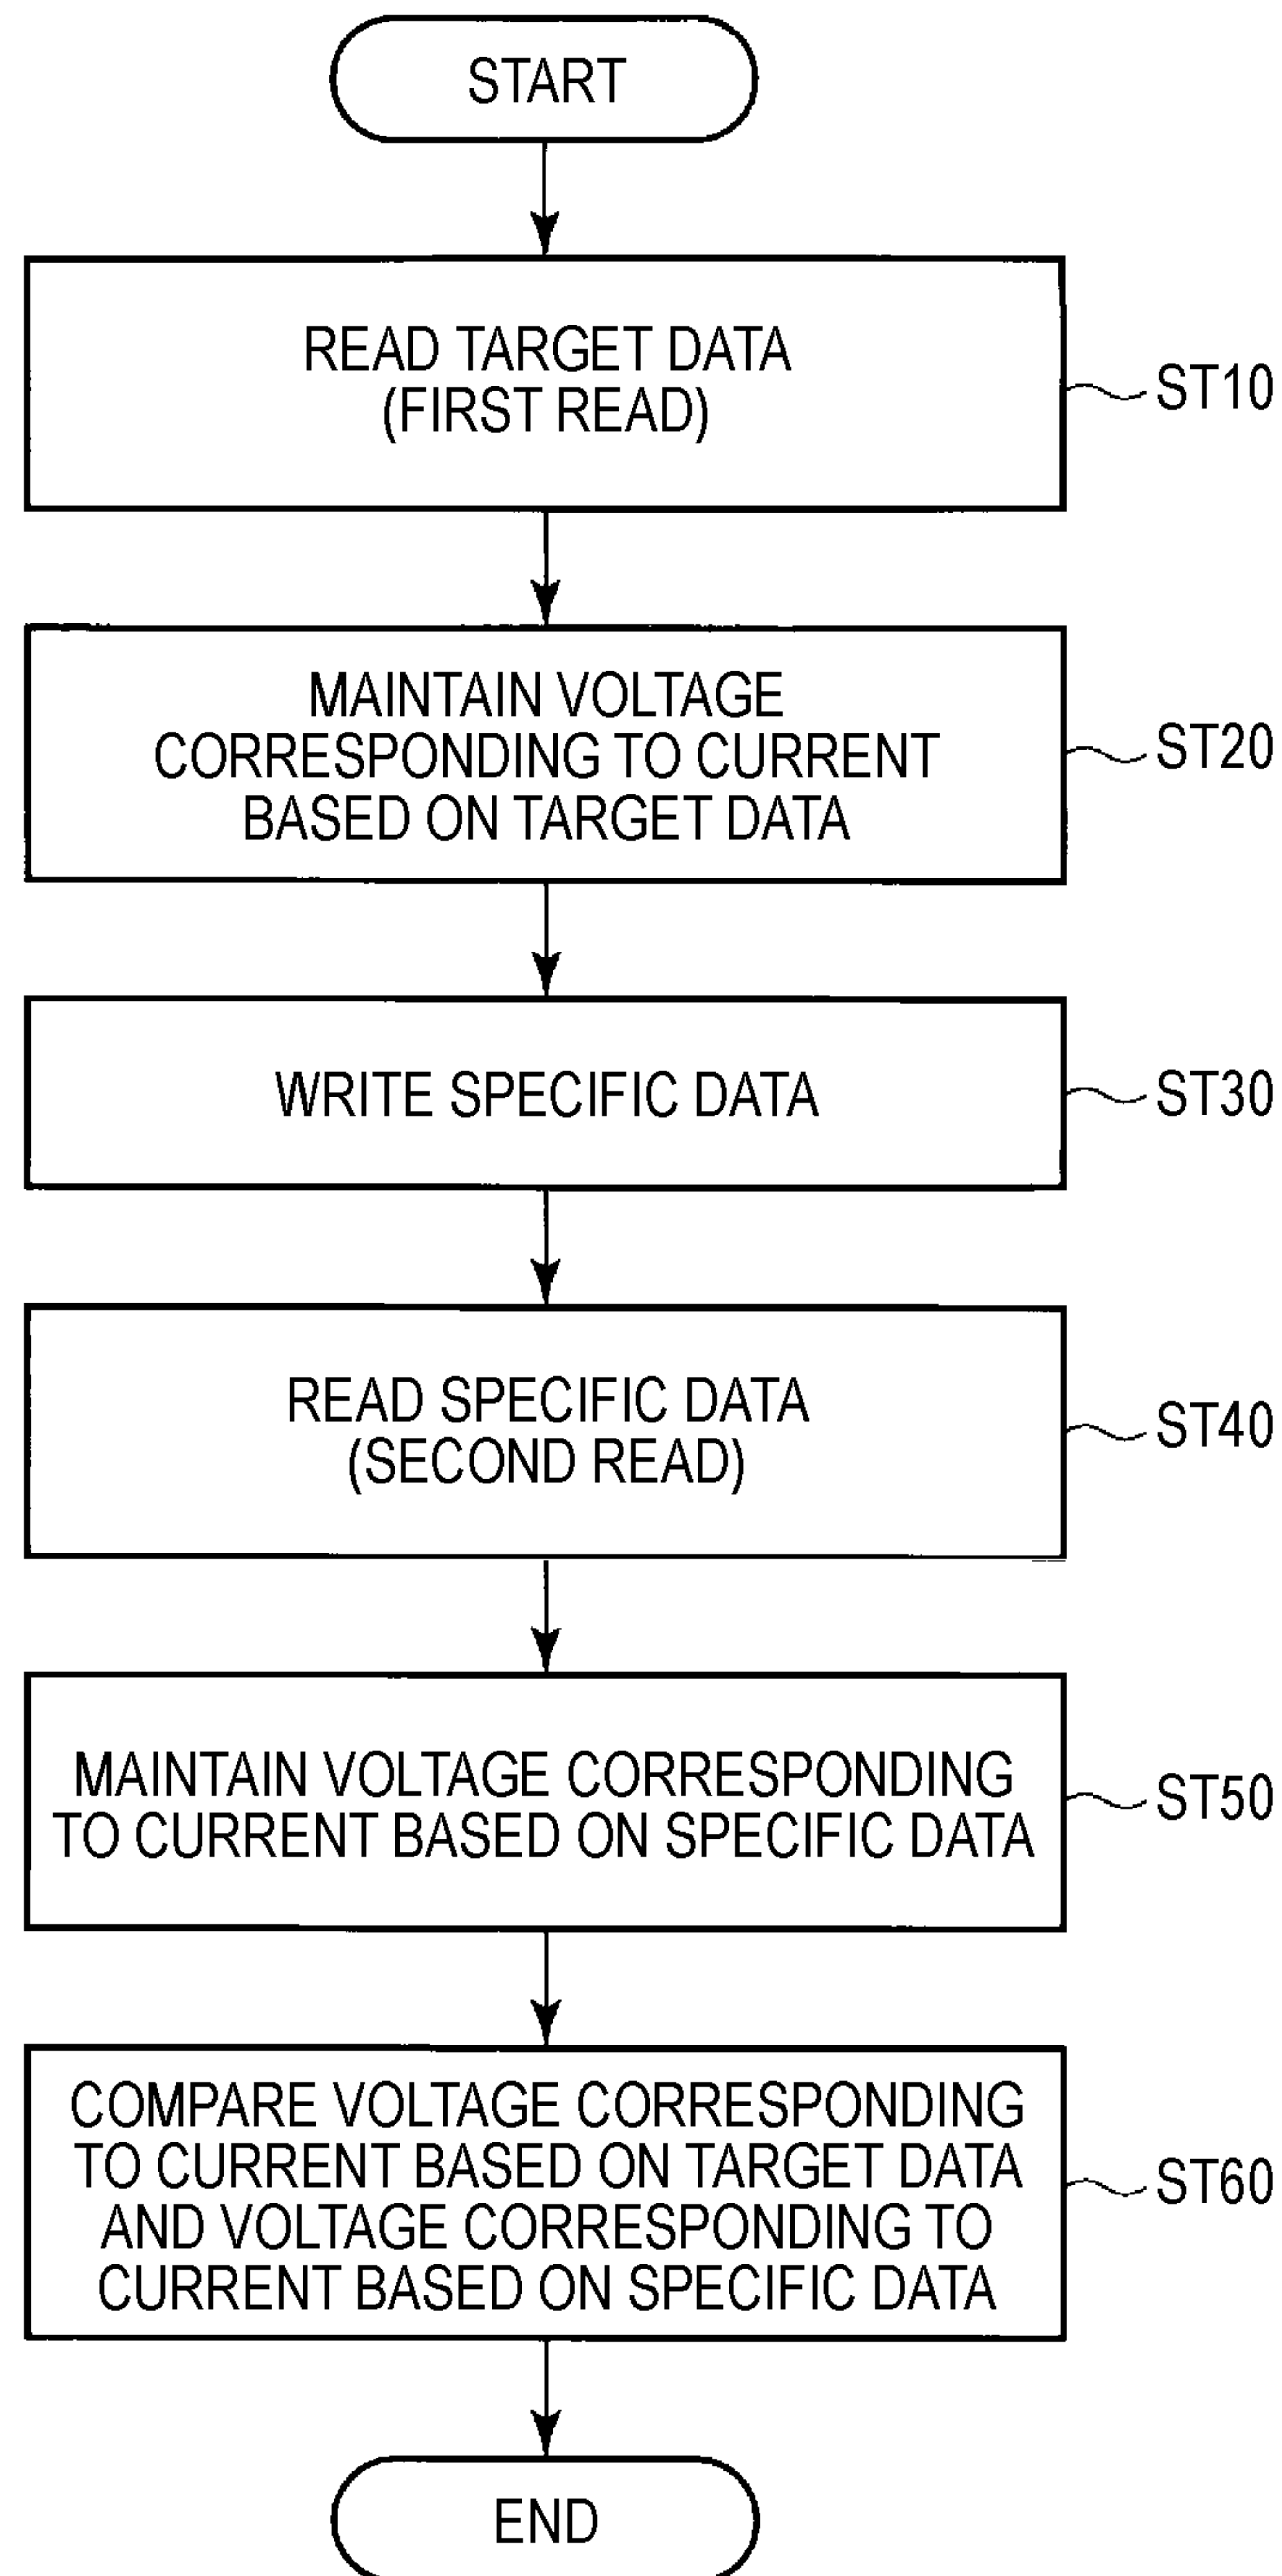 START
READ TARGET DATA
(FIRST READ)
ST10
MAINTAIN VOLTAGE
CORRESPONDING TO CURRENT
BASED ON TARGET DATA
ST20
WRITE SPECIFIC DATA
ST30
READ SPECIFIC DATA
(SECOND READ)
ST40
MAINTAIN VOLTAGE CORRESPONDING
TO CURRENT BASED ON SPECIFIC DATA
ST50
COMPARE VOLTAGE CORRESPONDING
TO CURRENT BASED ON TARGET DATA
AND VOLTAGE CORRESPONDING TO
CURRENT BASED ON SPECIFIC DATA
ST60
END